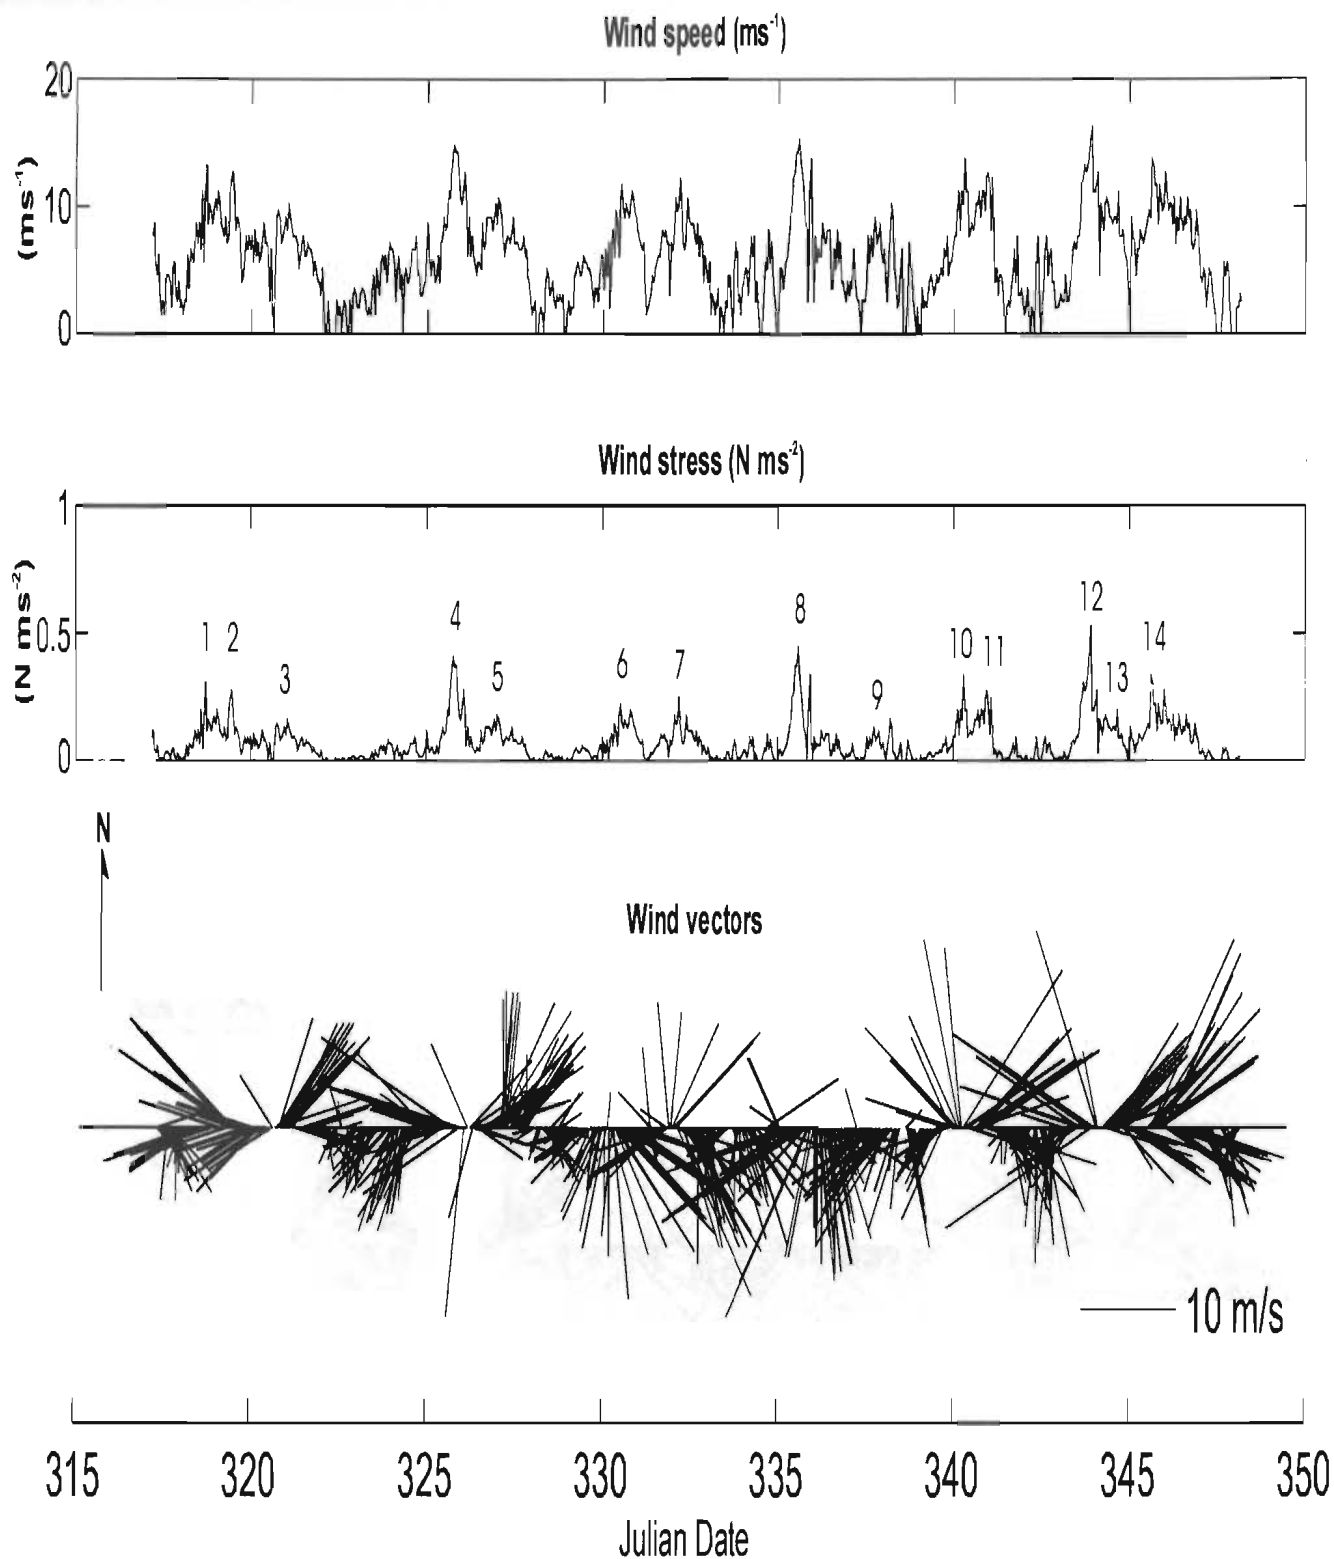 Wind speed (ms⁻¹)
20
10
0
(ms⁻¹)
Wind stress (N ms⁻²)
1
0.5
0
(N ms⁻²)
1 2 3 4 5 6 7 8 9 10 11 12 13 14
N
Wind vectors
10 m/s
315 320 325 330 335 340 345 350
Julian Date